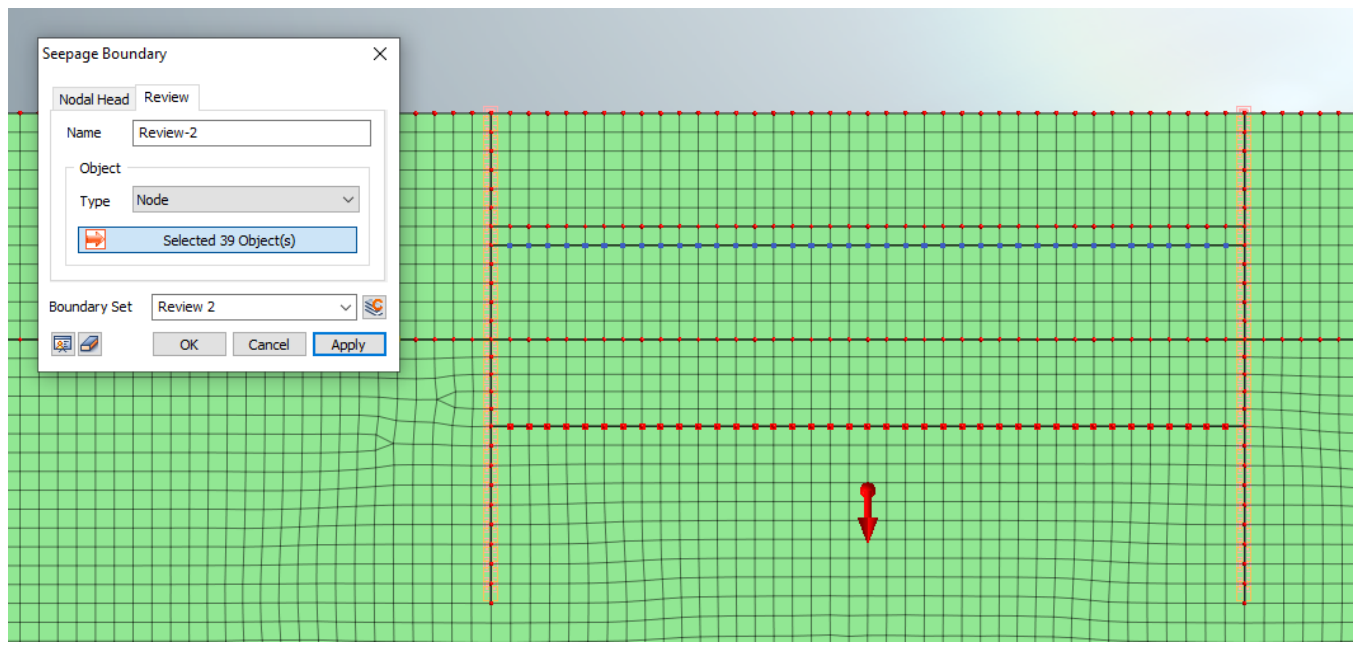 Seepage Boundary
Nodal Head Review
Name Review-2
Object
Type Node
Selected 39 Object(s)
Boundary Set Review 2
OK Cancel Apply